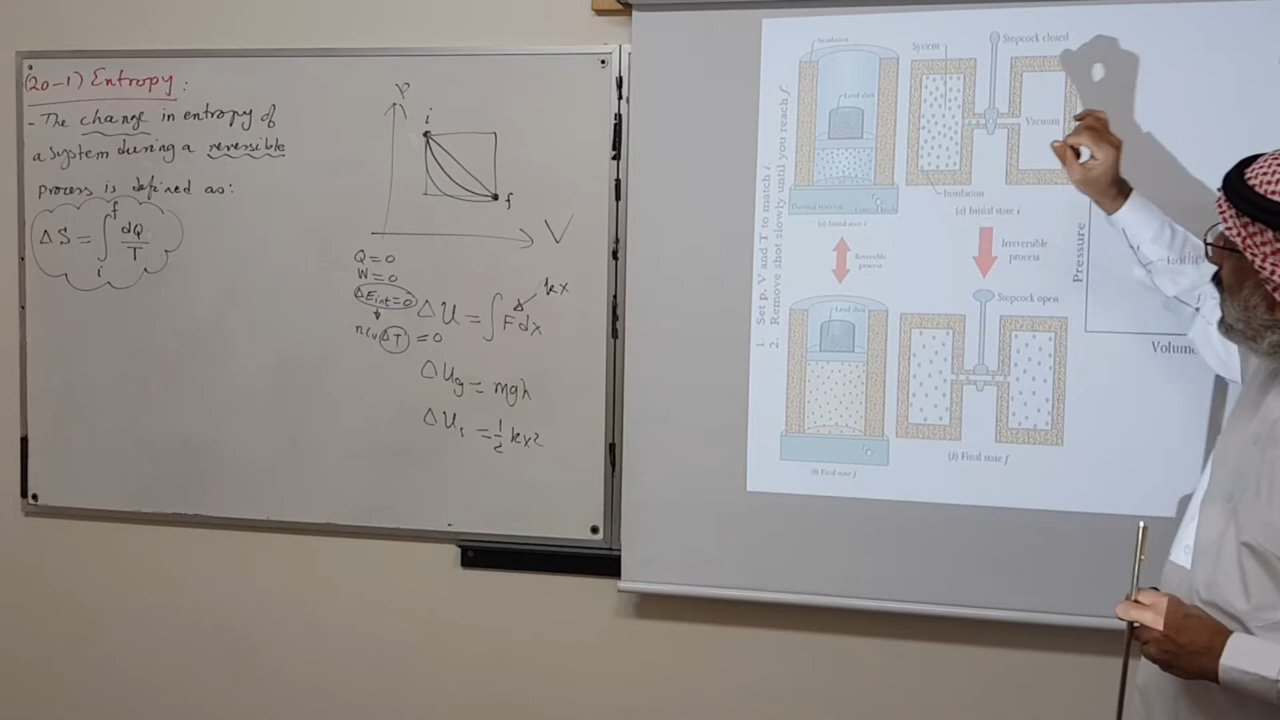 (20-1) Entropy:
- The change in entropy of
a system during a reversible
process is defined as:
ΔS = ∫ᵢᶠ dQ/T
P
i
f
V
Q=0
W=0
ΔEint=0
nCv ΔT = 0
ΔU = ∫ F dx
kx
ΔUg = mgh
ΔUs = ½ kx²
1. Set p, V and T to match i.
2. Remove shot slowly until you reach f.
Insulation
Lead shot
Thermal reservoir
Control knob
(a) Initial state i
Reversible
process
Lead shot
(b) Final state f
System
Stopcock closed
Vacuum
Insulation
(a) Initial state i
Irreversible
process
Stopcock open
(b) Final state f
Pressure
Volume